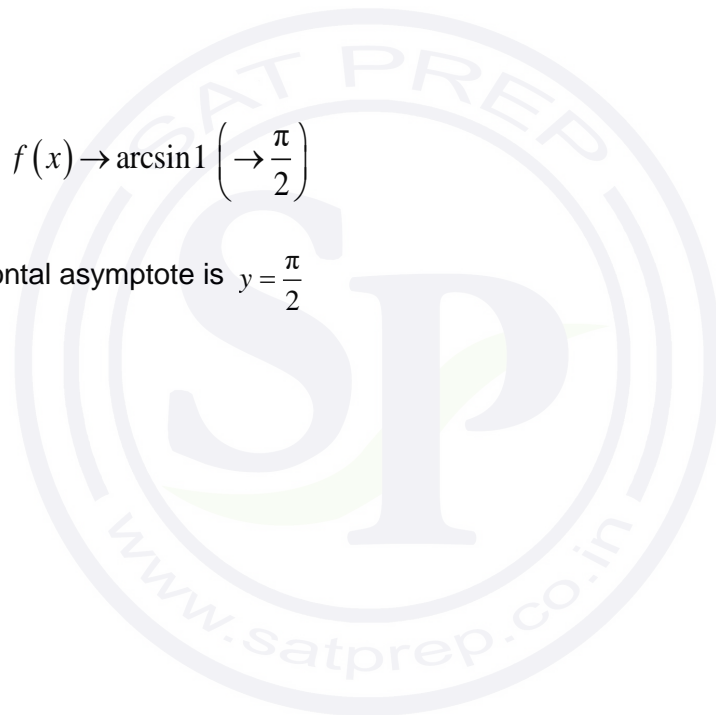 SAT PREP
f(x) → arcsin1 (→ π/2)
ontal asymptote is y = π/2
SP
www.satprep.co.in